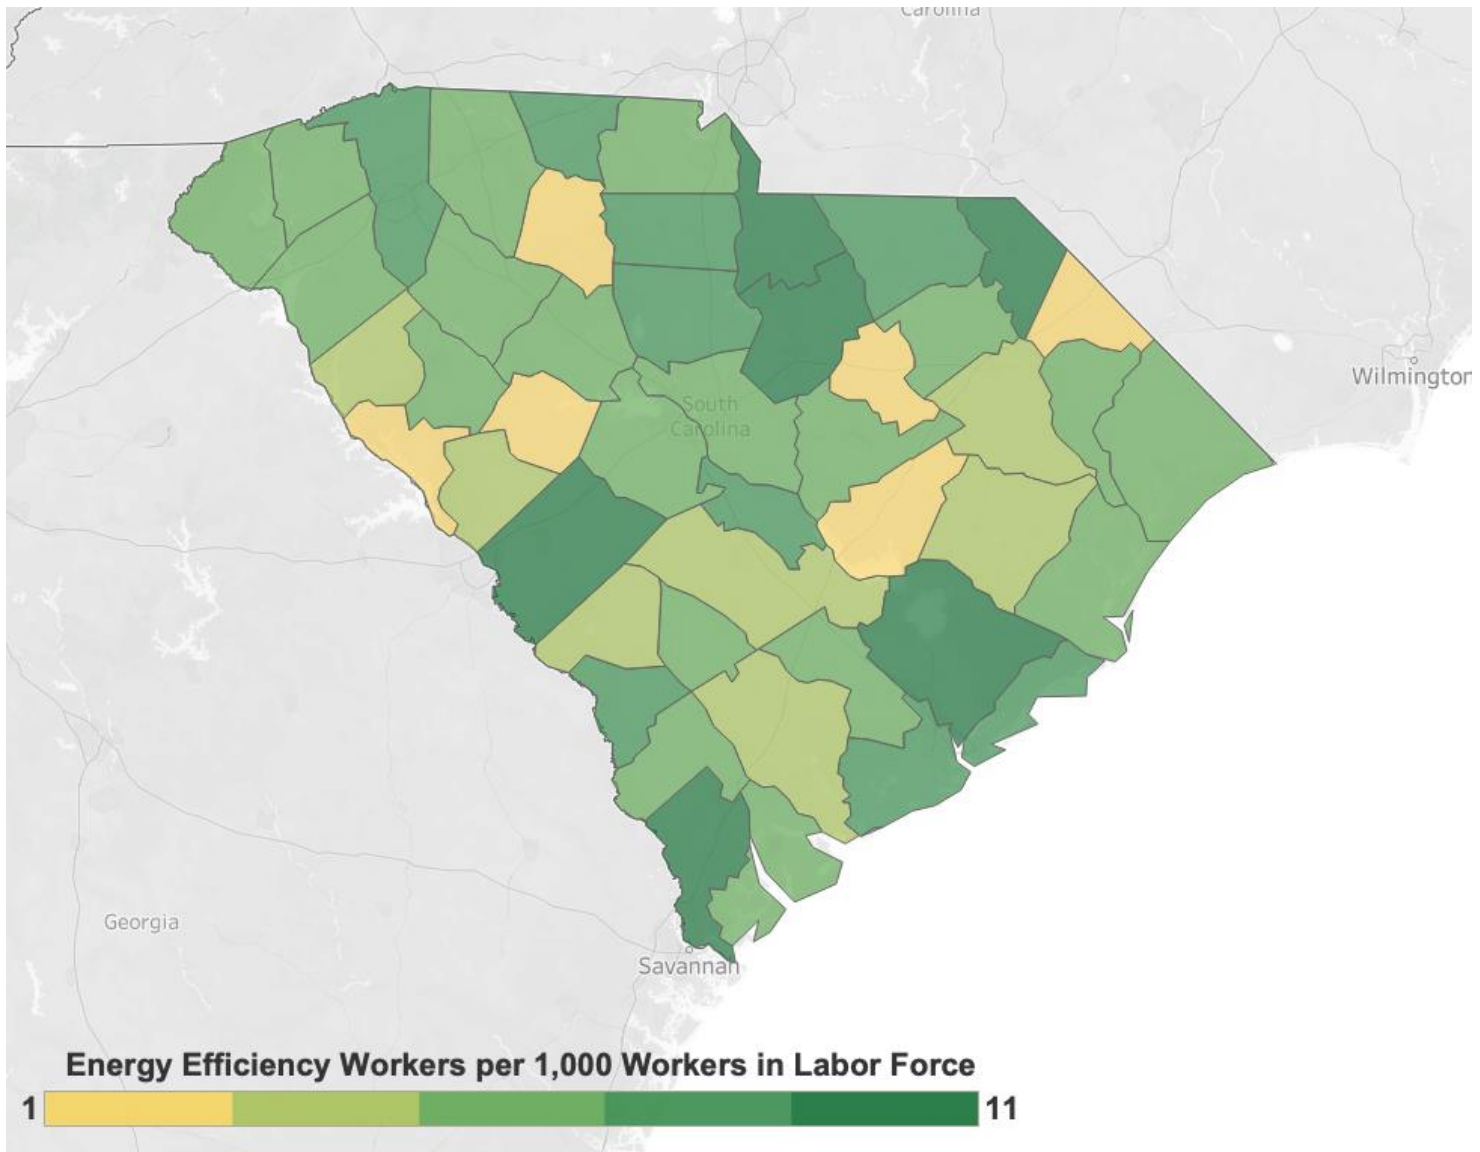 Carolina
South
Carolina
Wilmington
Georgia
Savannah
Energy Efficiency Workers per 1,000 Workers in Labor Force
1
11